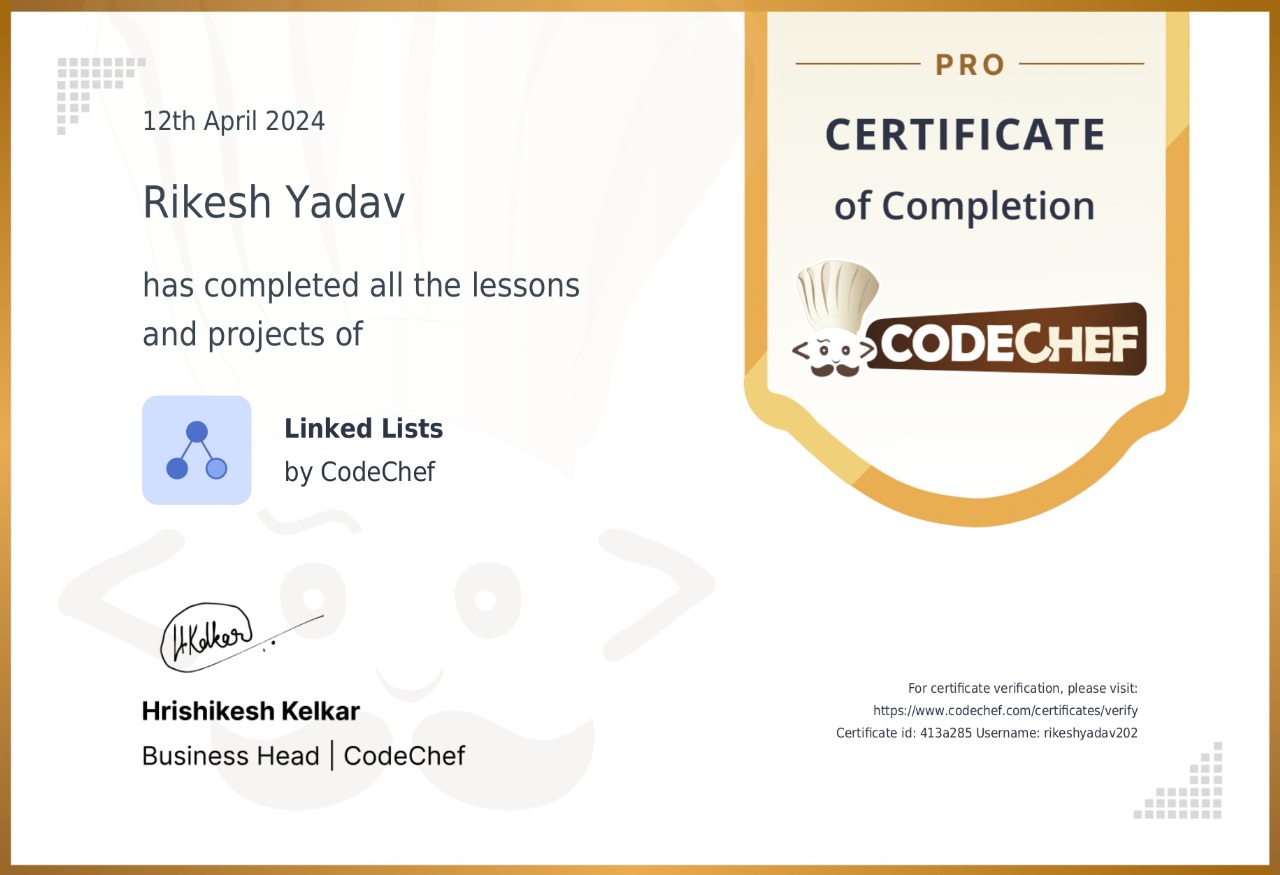 12th April 2024
Rikesh Yadav
has completed all the lessons
and projects of
Linked Lists
by CodeChef
HKelkar
Hrishikesh Kelkar
Business Head | CodeChef
PRO
CERTIFICATE
of Completion
CODECHEF
For certificate verification, please visit:
https://www.codechef.com/certificates/verify
Certificate id: 413a285 Username: rikeshyadav202